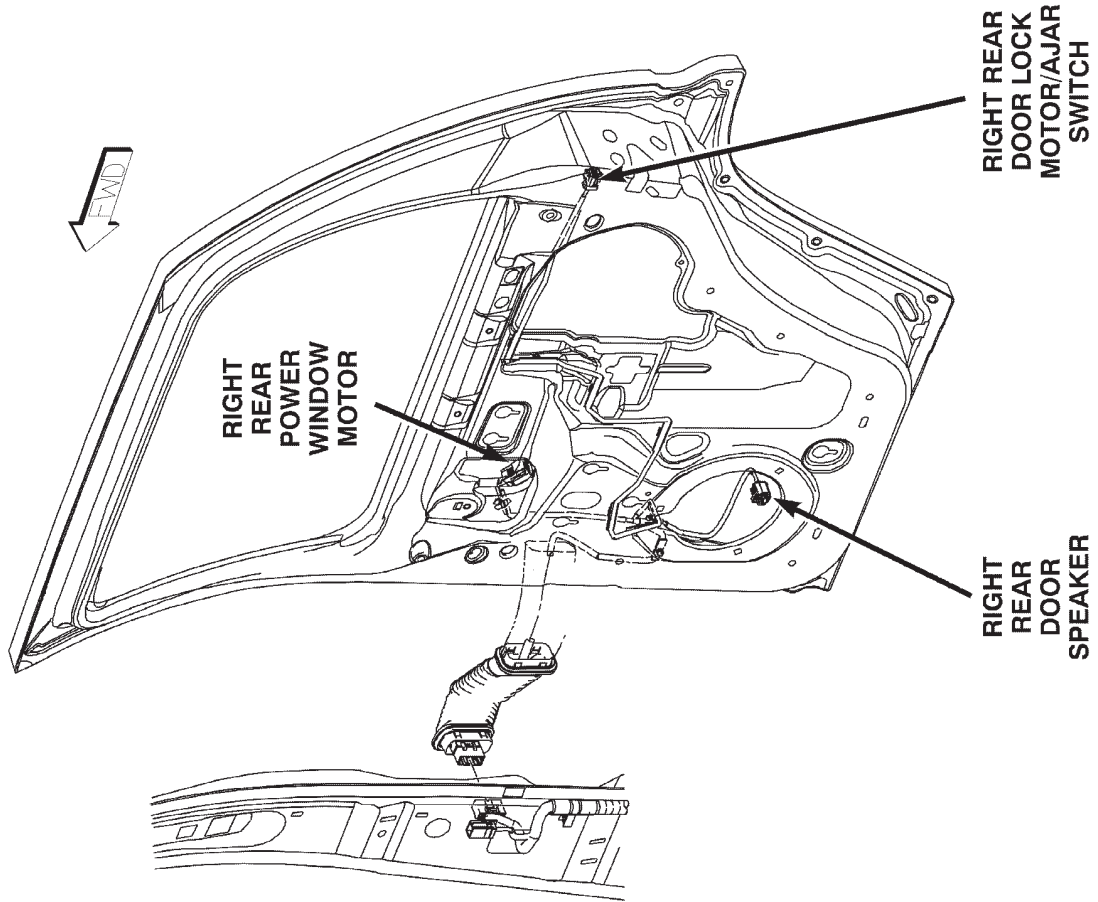 FWD
RIGHT REAR
DOOR LOCK
MOTOR/AJAR
SWITCH
RIGHT
REAR
POWER
WINDOW
MOTOR
RIGHT
REAR
DOOR
SPEAKER